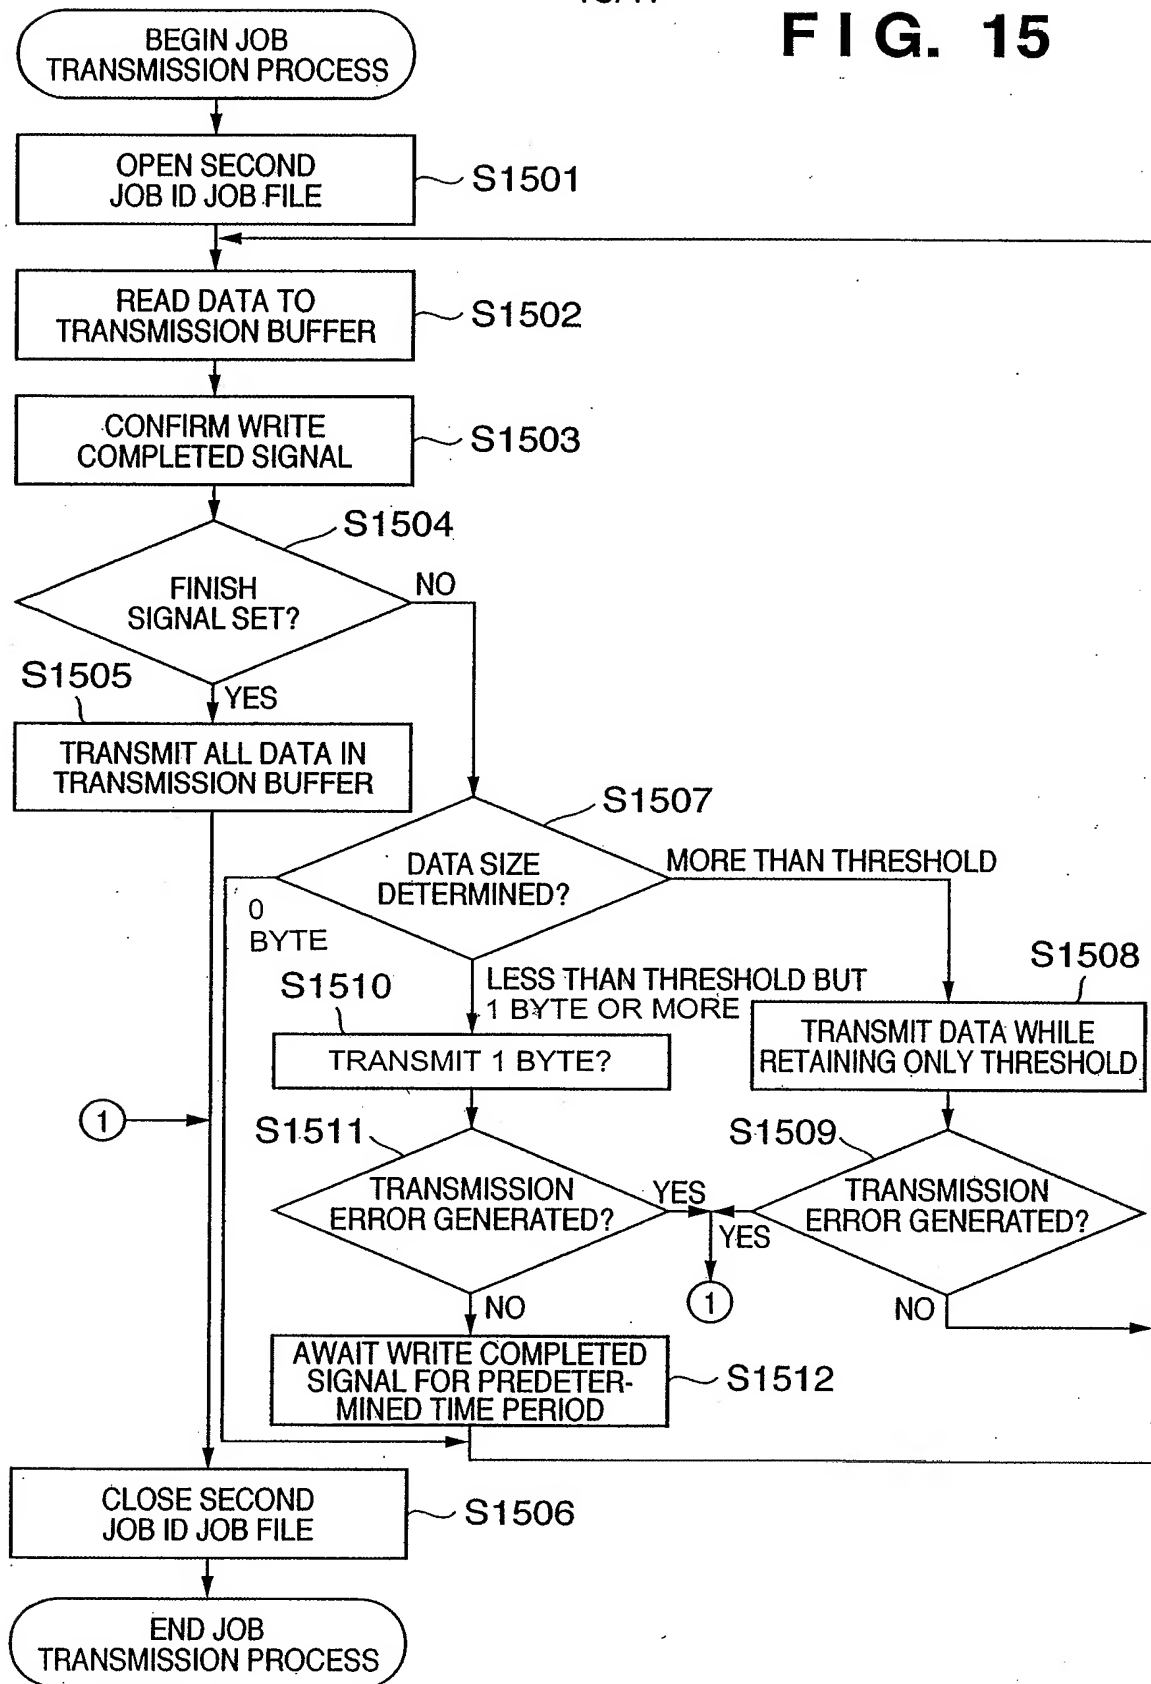 FIG. 15
BEGIN JOB
TRANSMISSION PROCESS
OPEN SECOND
JOB ID JOB FILE
S1501
READ DATA TO
TRANSMISSION BUFFER
S1502
CONFIRM WRITE
COMPLETED SIGNAL
S1503
S1504
FINISH
SIGNAL SET?
NO
S1505
YES
TRANSMIT ALL DATA IN
TRANSMISSION BUFFER
S1507
DATA SIZE
DETERMINED?
MORE THAN THRESHOLD
0
BYTE
LESS THAN THRESHOLD BUT
1 BYTE OR MORE
S1508
S1510
TRANSMIT DATA WHILE
RETAINING ONLY THRESHOLD
TRANSMIT 1 BYTE?
1
S1511
S1509
TRANSMISSION
ERROR GENERATED?
YES
YES
TRANSMISSION
ERROR GENERATED?
1
NO
NO
AWAIT WRITE COMPLETED
SIGNAL FOR PREDETER-
MINED TIME PERIOD
S1512
CLOSE SECOND
JOB ID JOB FILE
S1506
END JOB
TRANSMISSION PROCESS